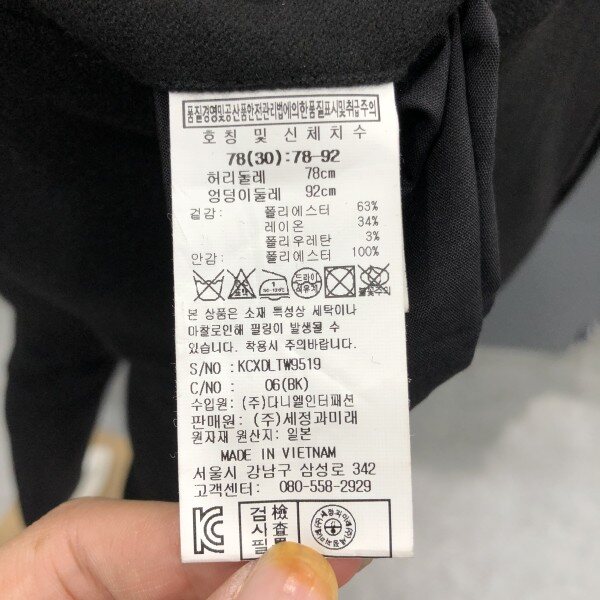 품질경영및공산품안전관리법에의한품질표시및취급주의
호칭 및 신체치수
78(30):78-92
허리둘레 78cm
엉덩이둘레 92cm
겉감: 폴리에스터 63%
레이온 34%
폴리우레탄 3%
안감: 폴리에스터 100%
드라이
본 상품은 소재 특성상 세탁이나
마찰로인해 필링이 발생될 수
있습니다. 착용시 주의바랍니다.
S/NO : KCXDLTW9519
C/NO : 06(BK)
수입원: (주)다니엘인터패션
판매원: (주)세정과미래
원자재 원산지: 일본
MADE IN VIETNAM
서울시 강남구 삼성로 342
고객센터: 080-558-2929
검 檢
사 査
필